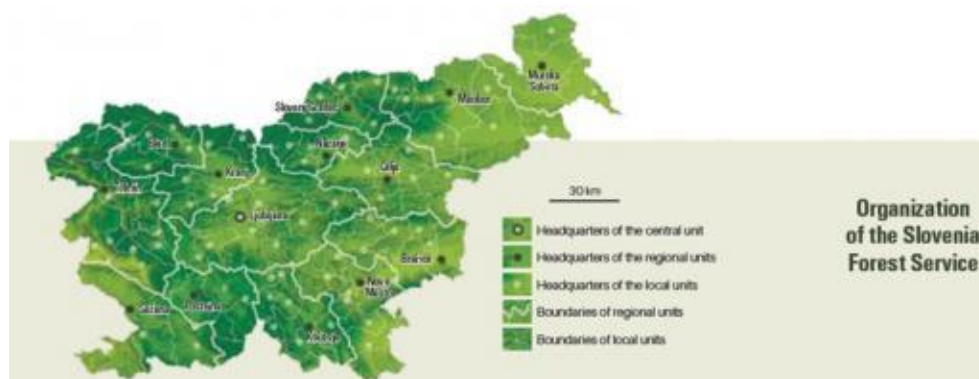 Murska
Sobota
Maribor
Slovenj Gradec
Bled
Nazarje
Kranj
Celje
Tolmin
Ljubljana
30 km
Headquarters of the central unit
Organization
of the Slovenia
Forest Service
Headquarters of the regional units
Brežice
Novo
Mesto
Headquarters of the local units
Sežana
Postojna
Boundaries of regional units
Kočevje
Boundaries of local units